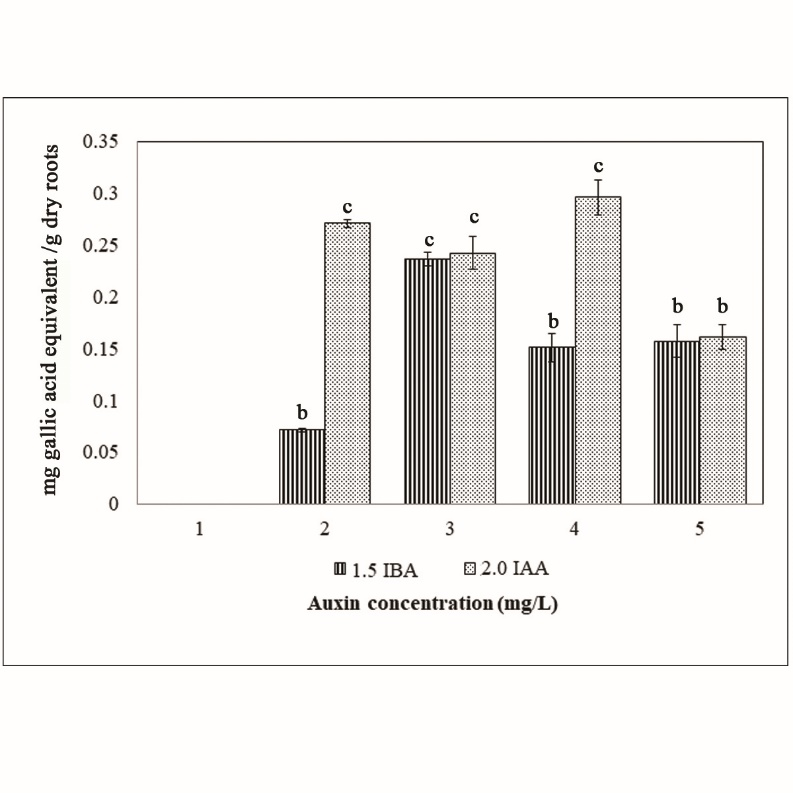 mg gallic acid equivalent /g dry roots
0.35
0.3
0.25
0.2
0.15
0.1
0.05
0
b
c
c
c
b
c
b
b
1
2
3
4
5
1.5 IBA
2.0 IAA
Auxin concentration (mg/L)